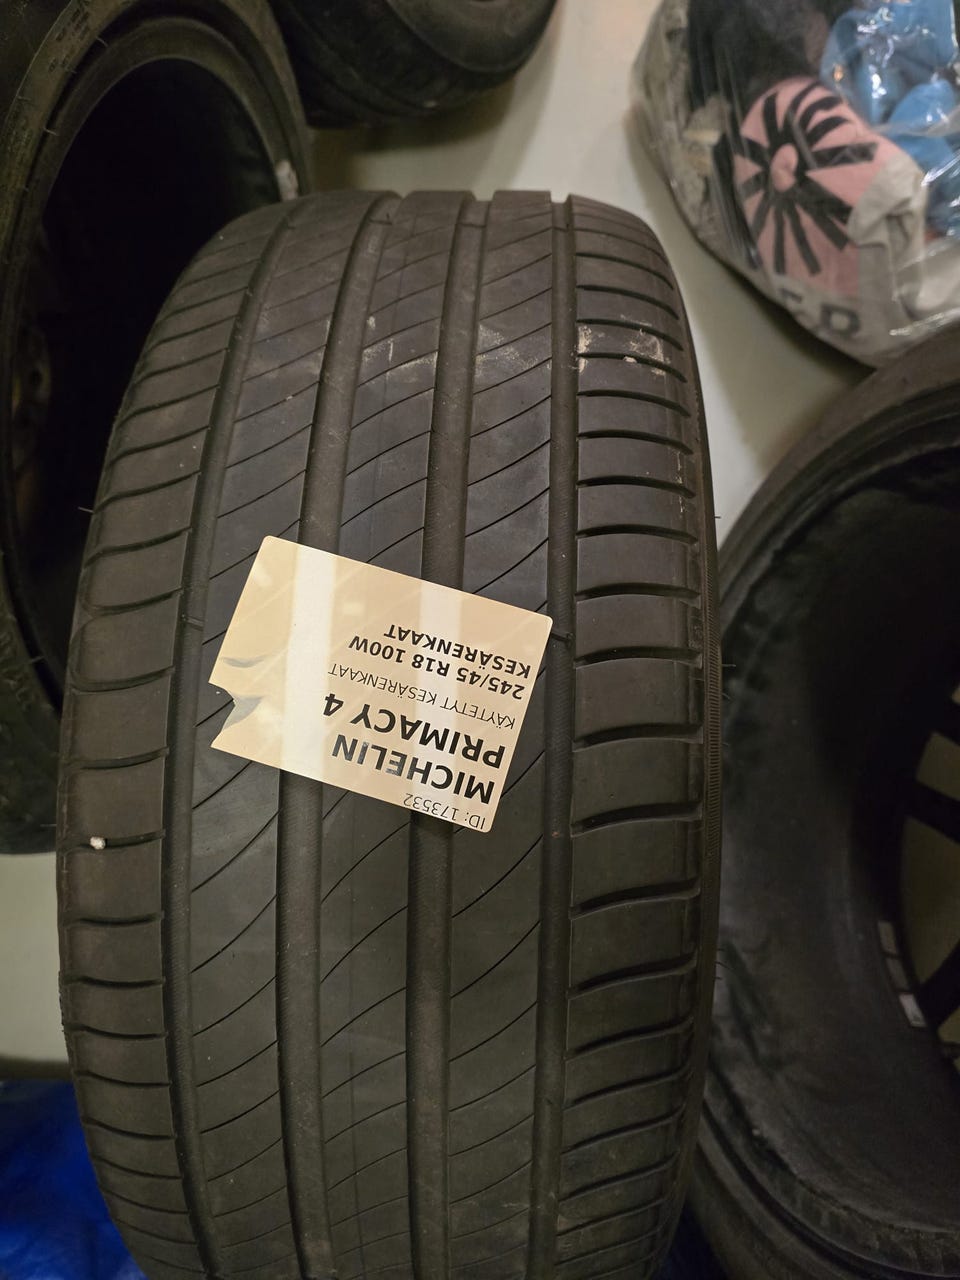 ID: 173532
MICHELIN
PRIMACY 4
KÄYTETYT KESÄRENKAAT
245/45 R18 100W
KESÄRENKAAT